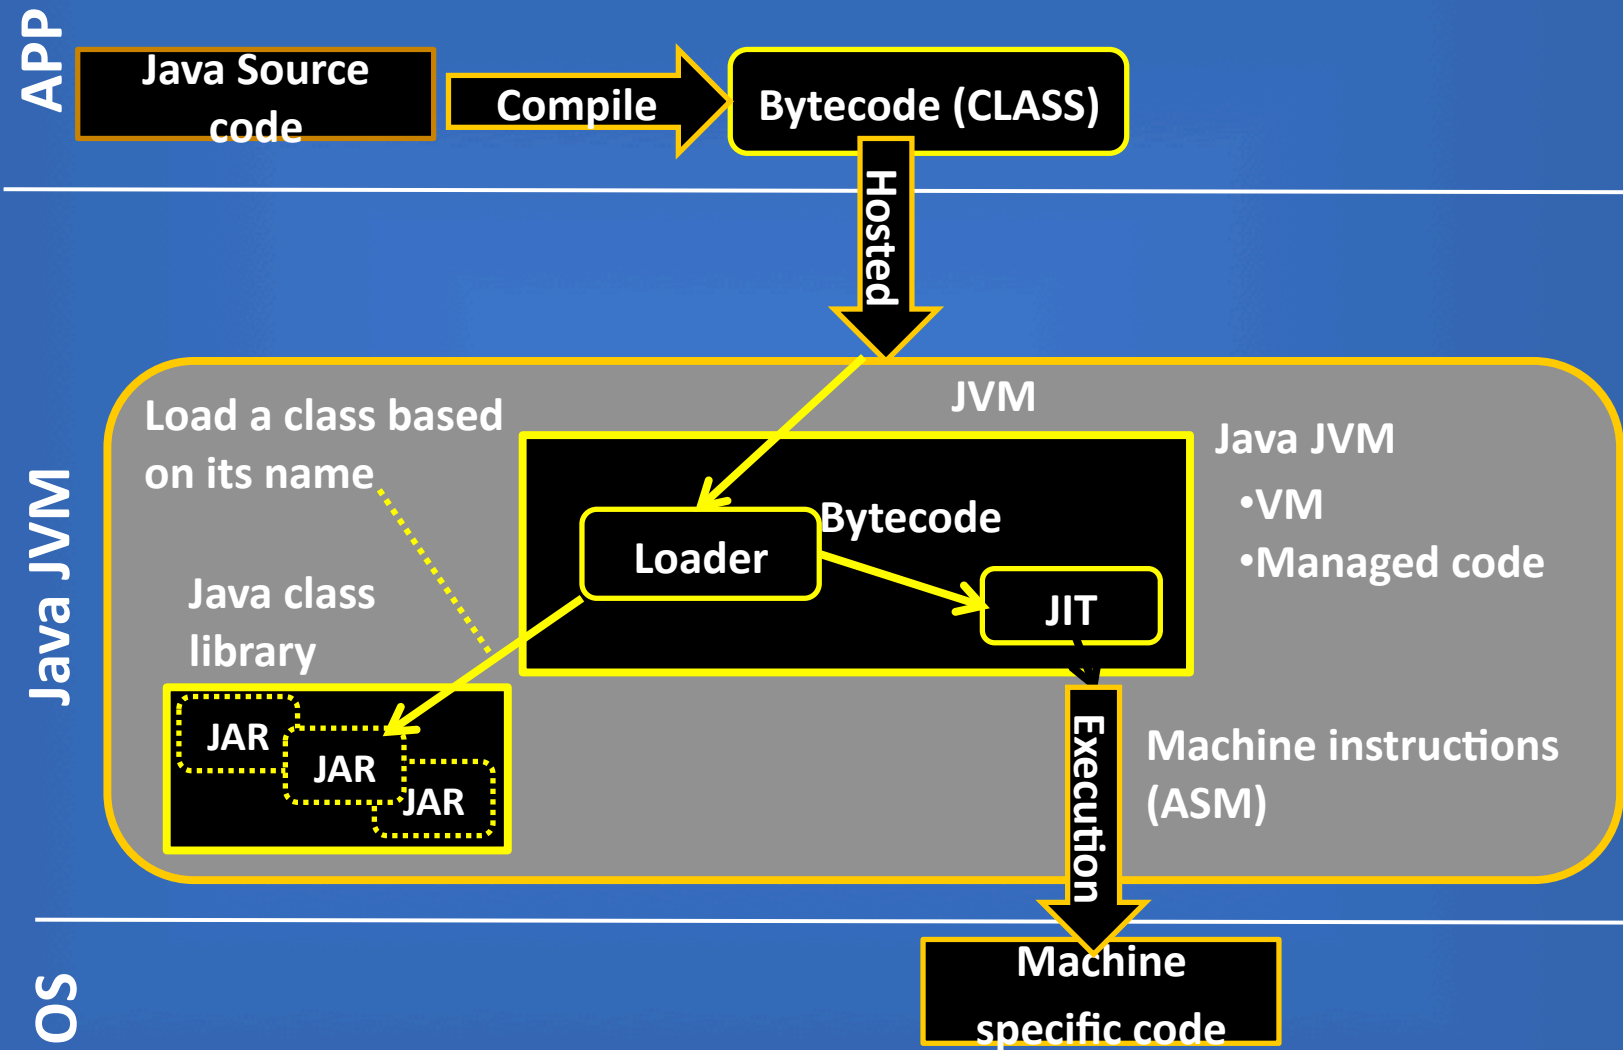 APP
Java Source
code
Compile
Bytecode (CLASS)
Hosted
Java JVM
JVM
Load a class based
on its name
Java JVM
•VM
•Managed code
Bytecode
Loader
JIT
Java class
library
JAR
JAR
JAR
Execution
Machine instructions
(ASM)
OS
Machine
specific code